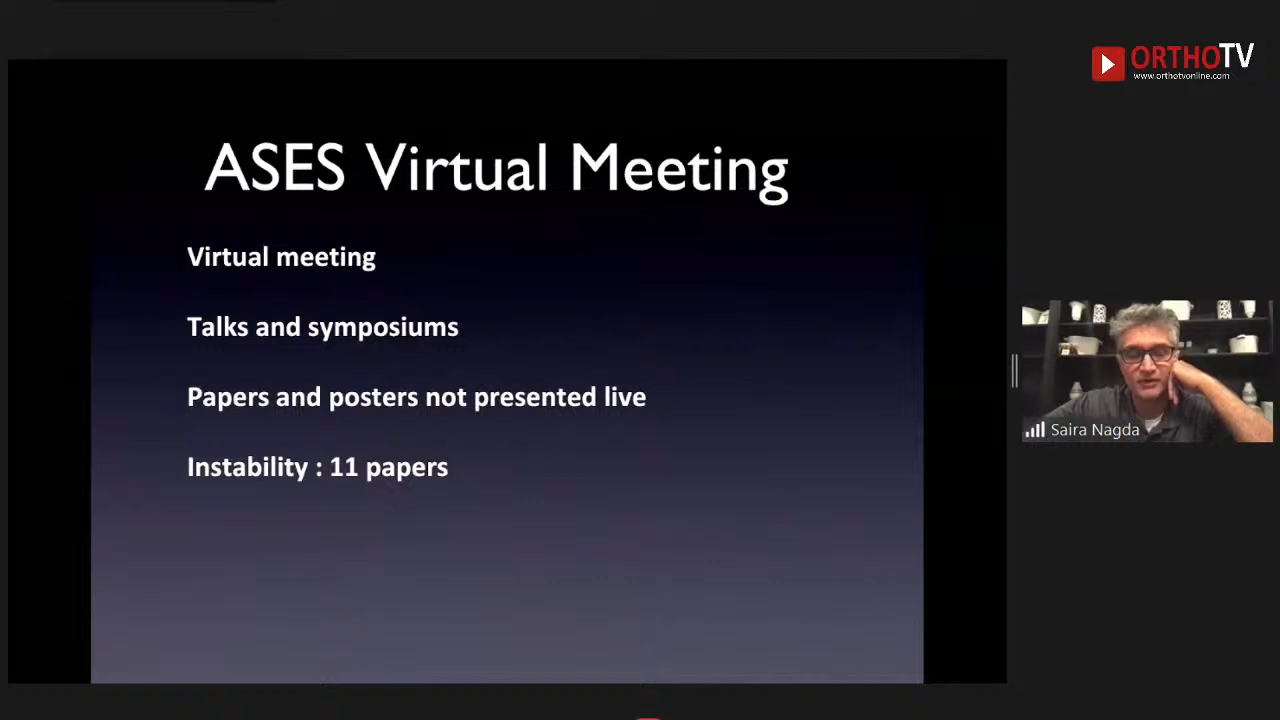 ORTHOTV
www.orthotvonline.com
ASES Virtual Meeting
Virtual meeting
Talks and symposiums
Papers and posters not presented live
Instability : 11 papers
Saira Nagda